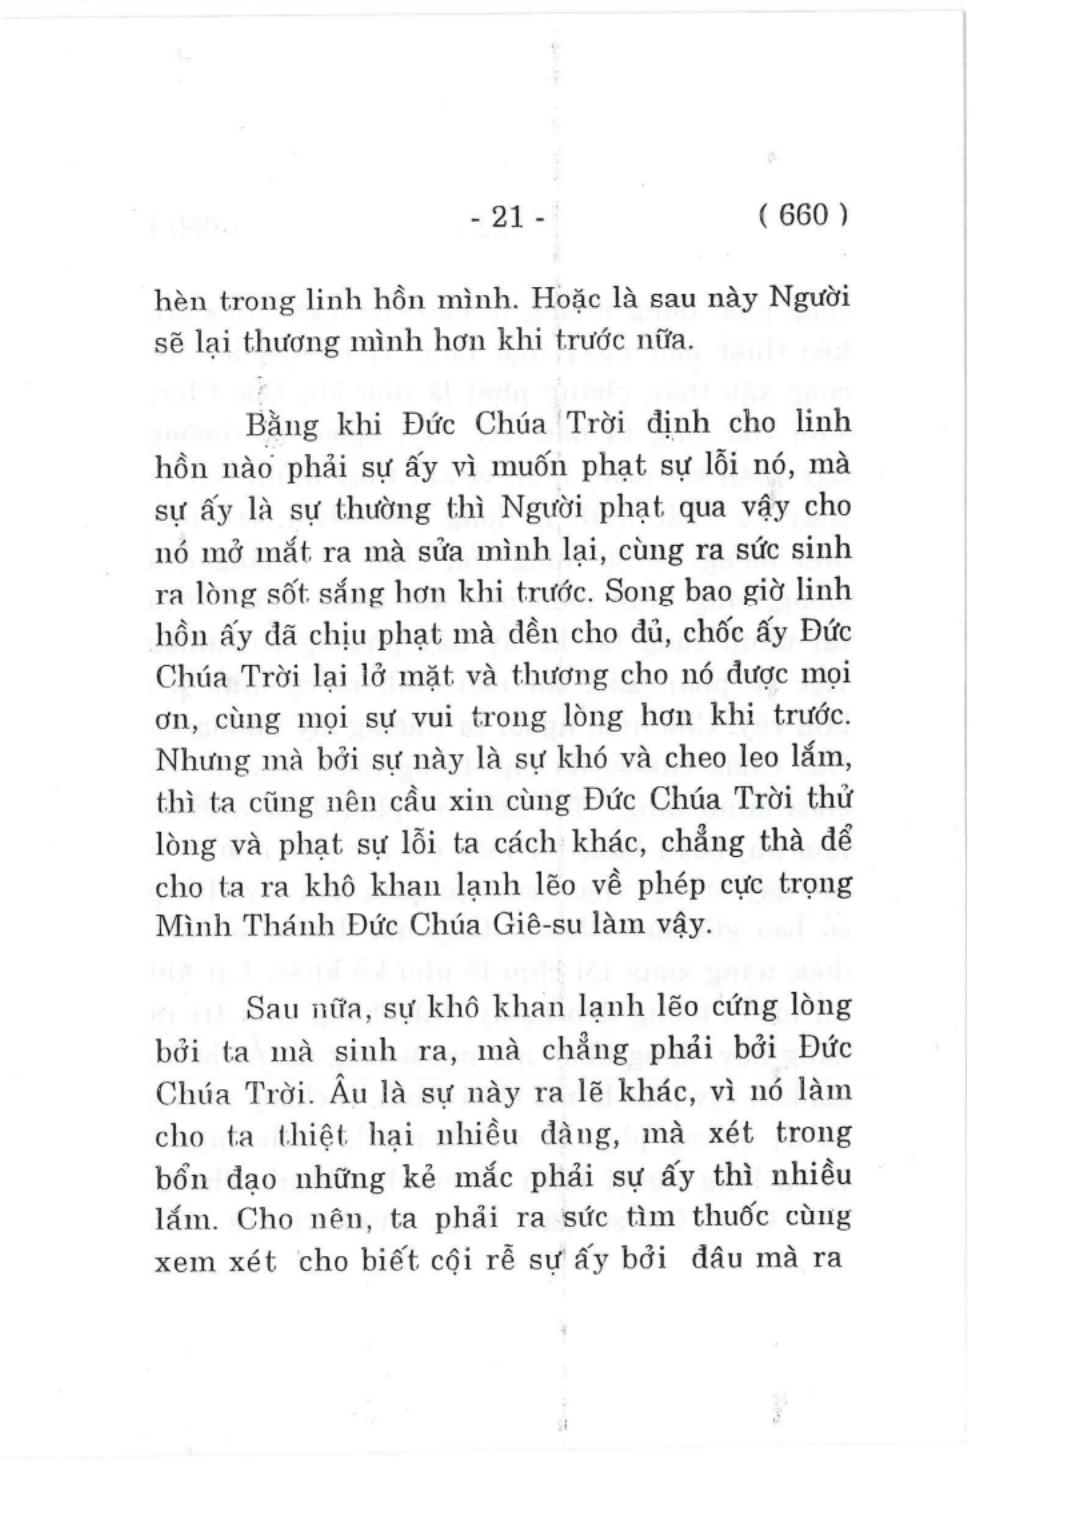 - 21 - ( 660 )
hèn trong linh hồn mình. Hoặc là sau này Người
sẽ lại thương mình hơn khi trước nữa.
Bằng khi Đức Chúa Trời định cho linh
hồn nào phải sự ấy vì muốn phạt sự lỗi nó, mà
sự ấy là sự thường thì Người phạt qua vậy cho
nó mở mắt ra mà sửa mình lại, cùng ra sức sinh
ra lòng sốt sắng hơn khi trước. Song bao giờ linh
hồn ấy đã chịu phạt mà đền cho đủ, chốc ấy Đức
Chúa Trời lại lở mặt và thương cho nó được mọi
ơn, cùng mọi sự vui trong lòng hơn khi trước.
Nhưng mà bởi sự này là sự khó và cheo leo lắm,
thì ta cũng nên cầu xin cùng Đức Chúa Trời thử
lòng và phạt sự lỗi ta cách khác, chẳng thà để
cho ta ra khô khan lạnh lẽo về phép cực trọng
Mình Thánh Đức Chúa Giê-su làm vậy.
Sau nữa, sự khô khan lạnh lẽo cứng lòng
bởi ta mà sinh ra, mà chẳng phải bởi Đức
Chúa Trời. Âu là sự này ra lẽ khác, vì nó làm
cho ta thiệt hại nhiều đàng, mà xét trong
bổn đạo những kẻ mắc phải sự ấy thì nhiều
lắm. Cho nên, ta phải ra sức tìm thuốc cùng
xem xét cho biết cội rễ sự ấy bởi đâu mà ra